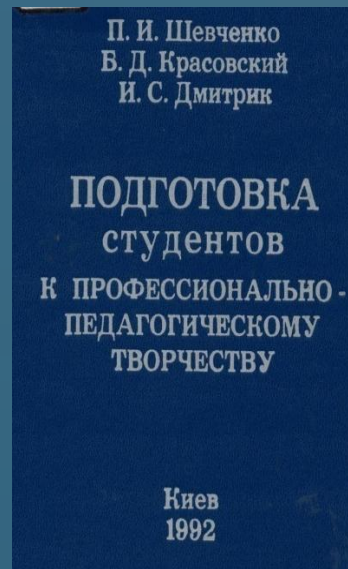 П. И. Шевченко
Б. Д. Красовский
И. С. Дмитрик
ПОДГОТОВКА
студентов
К ПРОФЕССИОНАЛЬНО-
ПЕДАГОГИЧЕСКОМУ
ТВОРЧЕСТВУ
Киев
1992